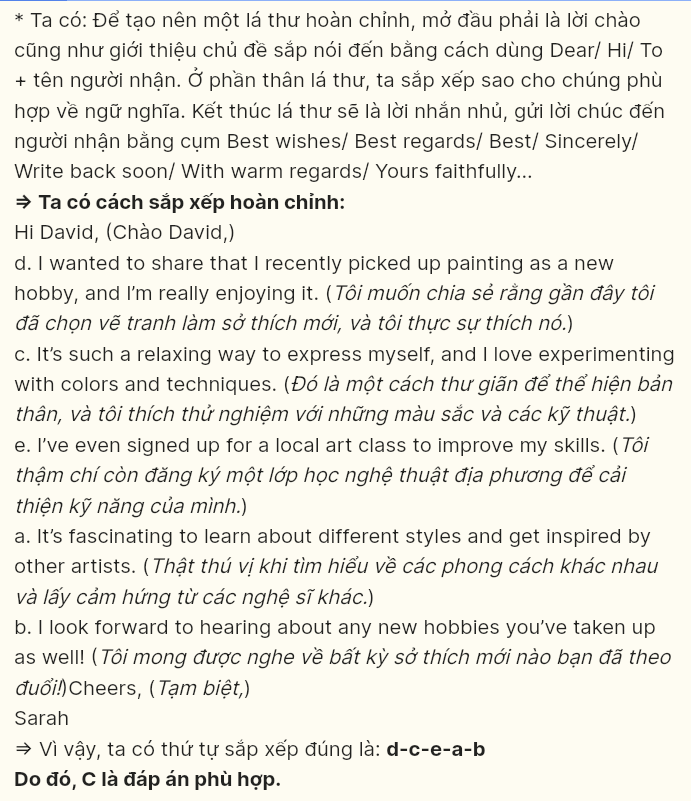 * Ta có: Để tạo nên một lá thư hoàn chỉnh, mở đầu phải là lời chào
cũng như giới thiệu chủ đề sắp nói đến bằng cách dùng Dear/ Hi/ To
+ tên người nhận. Ở phần thân lá thư, ta sắp xếp sao cho chúng phù
hợp về ngữ nghĩa. Kết thúc lá thư sẽ là lời nhắn nhủ, gửi lời chúc đến
người nhận bằng cụm Best wishes/ Best regards/ Best/ Sincerely/
Write back soon/ With warm regards/ Yours faithfully...
⇒ Ta có cách sắp xếp hoàn chỉnh:
Hi David, (Chào David,)
d. I wanted to share that I recently picked up painting as a new
hobby, and I’m really enjoying it. (Tôi muốn chia sẻ rằng gần đây tôi
đã chọn vẽ tranh làm sở thích mới, và tôi thực sự thích nó.)
c. It’s such a relaxing way to express myself, and I love experimenting
with colors and techniques. (Đó là một cách thư giãn để thể hiện bản
thân, và tôi thích thử nghiệm với những màu sắc và các kỹ thuật.)
e. I’ve even signed up for a local art class to improve my skills. (Tôi
thậm chí còn đăng ký một lớp học nghệ thuật địa phương để cải
thiện kỹ năng của mình.)
a. It’s fascinating to learn about different styles and get inspired by
other artists. (Thật thú vị khi tìm hiểu về các phong cách khác nhau
và lấy cảm hứng từ các nghệ sĩ khác.)
b. I look forward to hearing about any new hobbies you’ve taken up
as well! (Tôi mong được nghe về bất kỳ sở thích mới nào bạn đã theo
đuổi!)Cheers, (Tạm biệt,)
Sarah
⇒ Vì vậy, ta có thứ tự sắp xếp đúng là: d-c-e-a-b
Do đó, C là đáp án phù hợp.